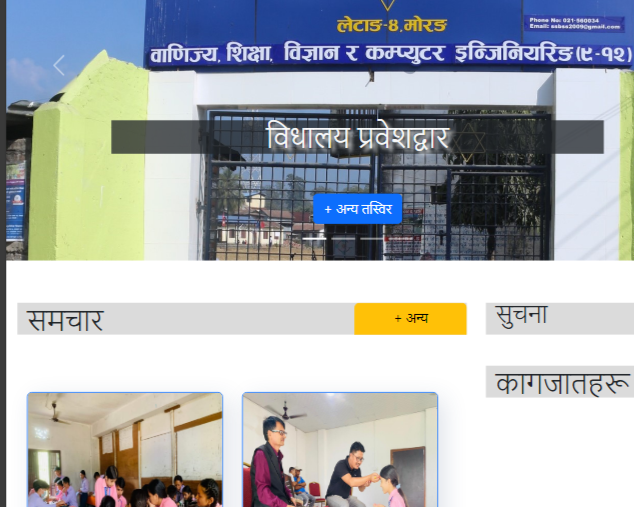 लेटाङ-४,मोरङ
Phone No: 021-560034
Email: asbas2009@gmail.com
वाणिज्य, शिक्षा, विज्ञान र कम्प्युटर इन्जिनियरिङ(९-१२)
विधालय प्रवेशद्वार
+ अन्य तस्विर
समचार
+ अन्य
सुचना
कागजातहरू